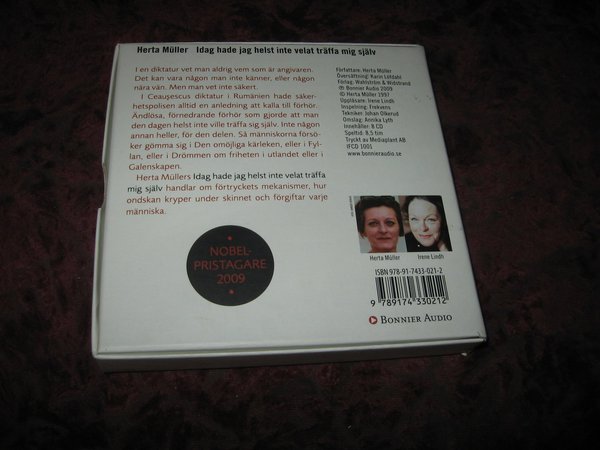 Herta Müller Idag hade jag helst inte velat träffa mig själv
I en diktatur vet man aldrig vem som är angivaren.
Det kan vara någon man inte känner, eller någon
nära vän. Men man vet inte säkert.
I Ceauşescus diktatur i Rumänien hade säker-
hetspolisen alltid en anledning att kalla till förhör.
Ändlösa, förnedrande förhör som gjorde att man
den dagen helst inte ville träffa sig själv. Inte någon
annan heller, för den delen. Så människorna försö-
ker gömma sig i Den omöjliga kärleken, eller i Fyl-
lan, eller i Drömmen om friheten i utlandet eller i
Galenskapen.
Herta Müllers Idag hade jag helst inte velat träffa
mig själv handlar om förtryckets mekanismer, hur
ondskan kryper under skinnet och förgiftar varje
människa.
NOBEL-
PRISTAGARE
2009
Författare: Herta Müller
Översättning: Karin Löfdahl
Förlag: Wahlström & Widstrand
℗ Bonnier Audio 2009
© Herta Müller 1997
Uppläsare: Irene Lindh
Inspelning: Frekvens
Tekniker: Johan Olkerud
Omslag: Annika Lyth
Innehåller: 8 CD
Speltid: 8,5 tim
Tryckt av Mediaplant AB
IFCD 1001
www.bonnieraudio.se
Herta Müller Irene Lindh
ISBN 978-91-7433-021-2
9 789174 330212
BONNIER AUDIO